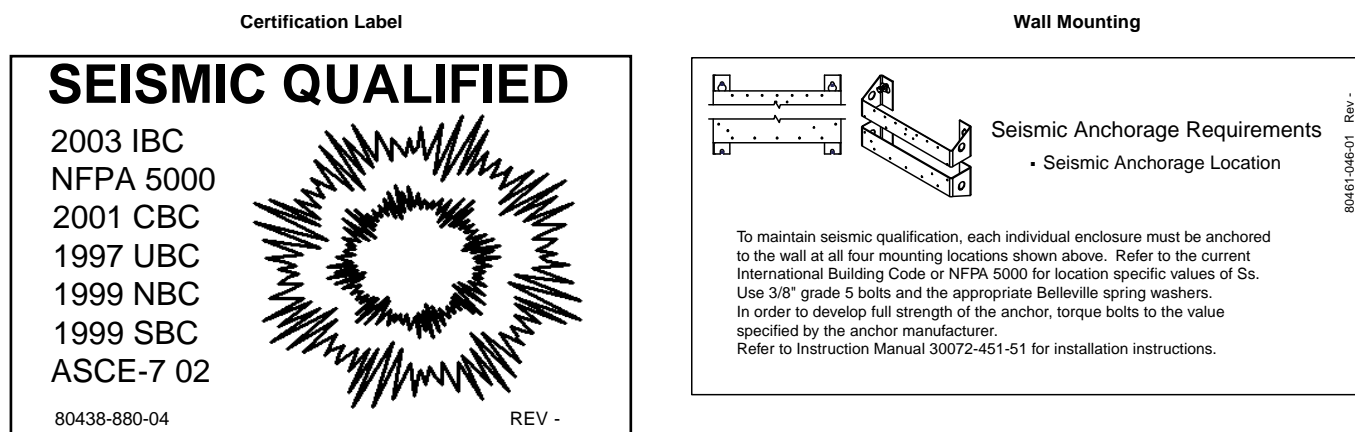 Certification Label
SEISMIC QUALIFIED
2003 IBC
NFPA 5000
2001 CBC
1997 UBC
1999 NBC
1999 SBC
ASCE-7 02
80438-880-04 REV -
Wall Mounting
Seismic Anchorage Requirements
▪ Seismic Anchorage Location
80461-046-01 Rev -
To maintain seismic qualification, each individual enclosure must be anchored
to the wall at all four mounting locations shown above. Refer to the current
International Building Code or NFPA 5000 for location specific values of Ss.
Use 3/8" grade 5 bolts and the appropriate Belleville spring washers.
In order to develop full strength of the anchor, torque bolts to the value
specified by the anchor manufacturer.
Refer to Instruction Manual 30072-451-51 for installation instructions.